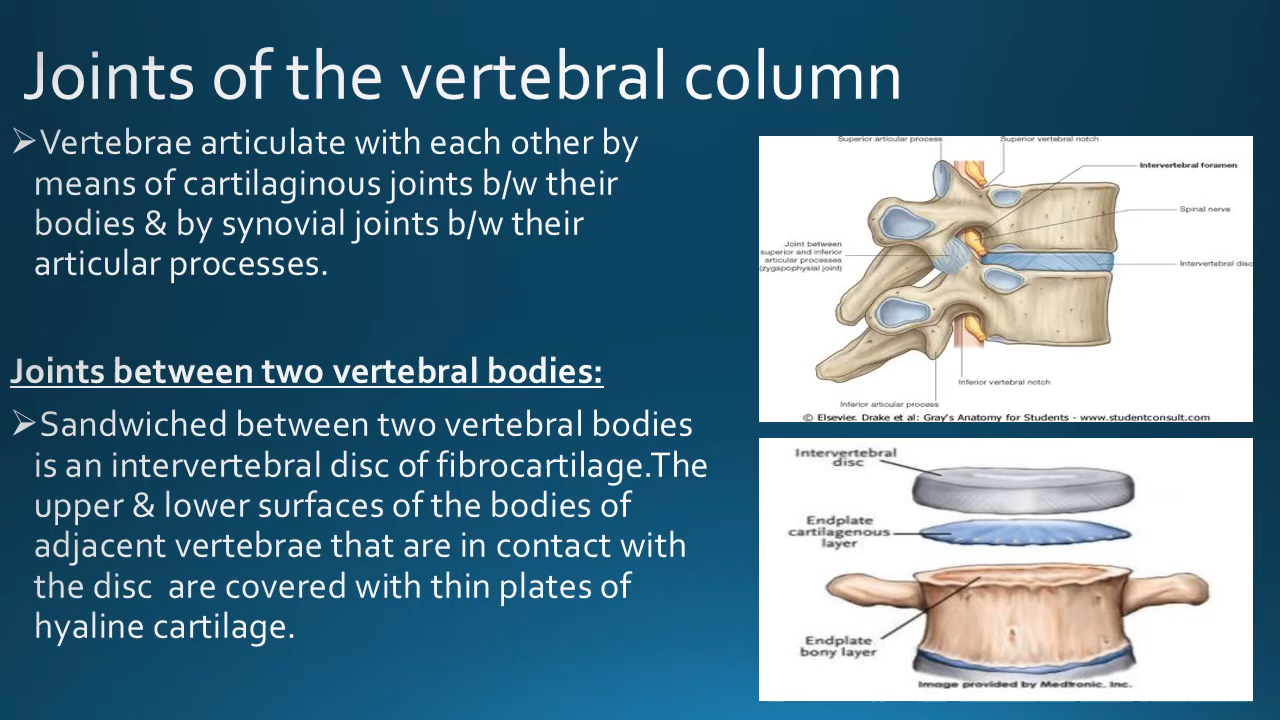 Joints of the vertebral column
➢Vertebrae articulate with each other by
means of cartilaginous joints b/w their
bodies & by synovial joints b/w their
articular processes.
Joints between two vertebral bodies:
➢Sandwiched between two vertebral bodies
is an intervertebral disc of fibrocartilage.The
upper & lower surfaces of the bodies of
adjacent vertebrae that are in contact with
the disc are covered with thin plates of
hyaline cartilage.
Superior articular process
Superior vertebral notch
Intervertebral foramen
Spinal nerve
Joint between
superior and inferior
articular processes
(zygapophysial joint)
Intervertebral disc
Inferior vertebral notch
Inferior articular process
© Elsevier. Drake et al: Gray's Anatomy for Students - www.studentconsult.com
Intervertebral
disc
Endplate
cartilagenous
layer
Endplate
bony layer
Image provided by Medtronic, Inc.